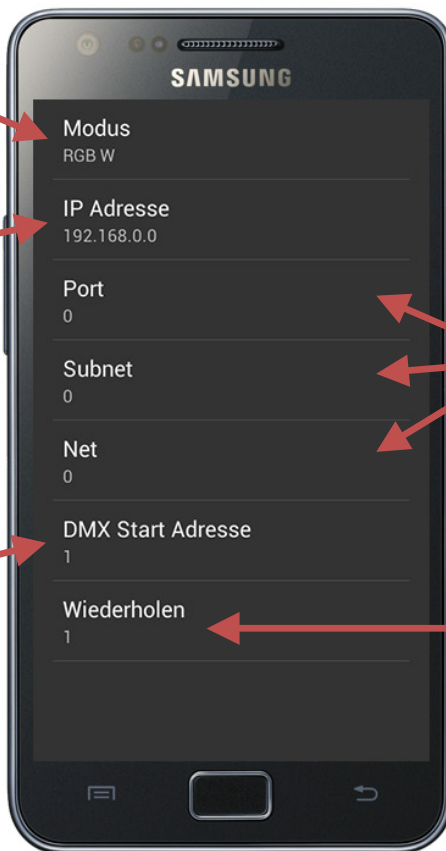 SAMSUNG
Modus
RGB W
IP Adresse
192.168.0.0
Port
0
Subnet
0
Net
0
DMX Start Adresse
1
Wiederholen
1